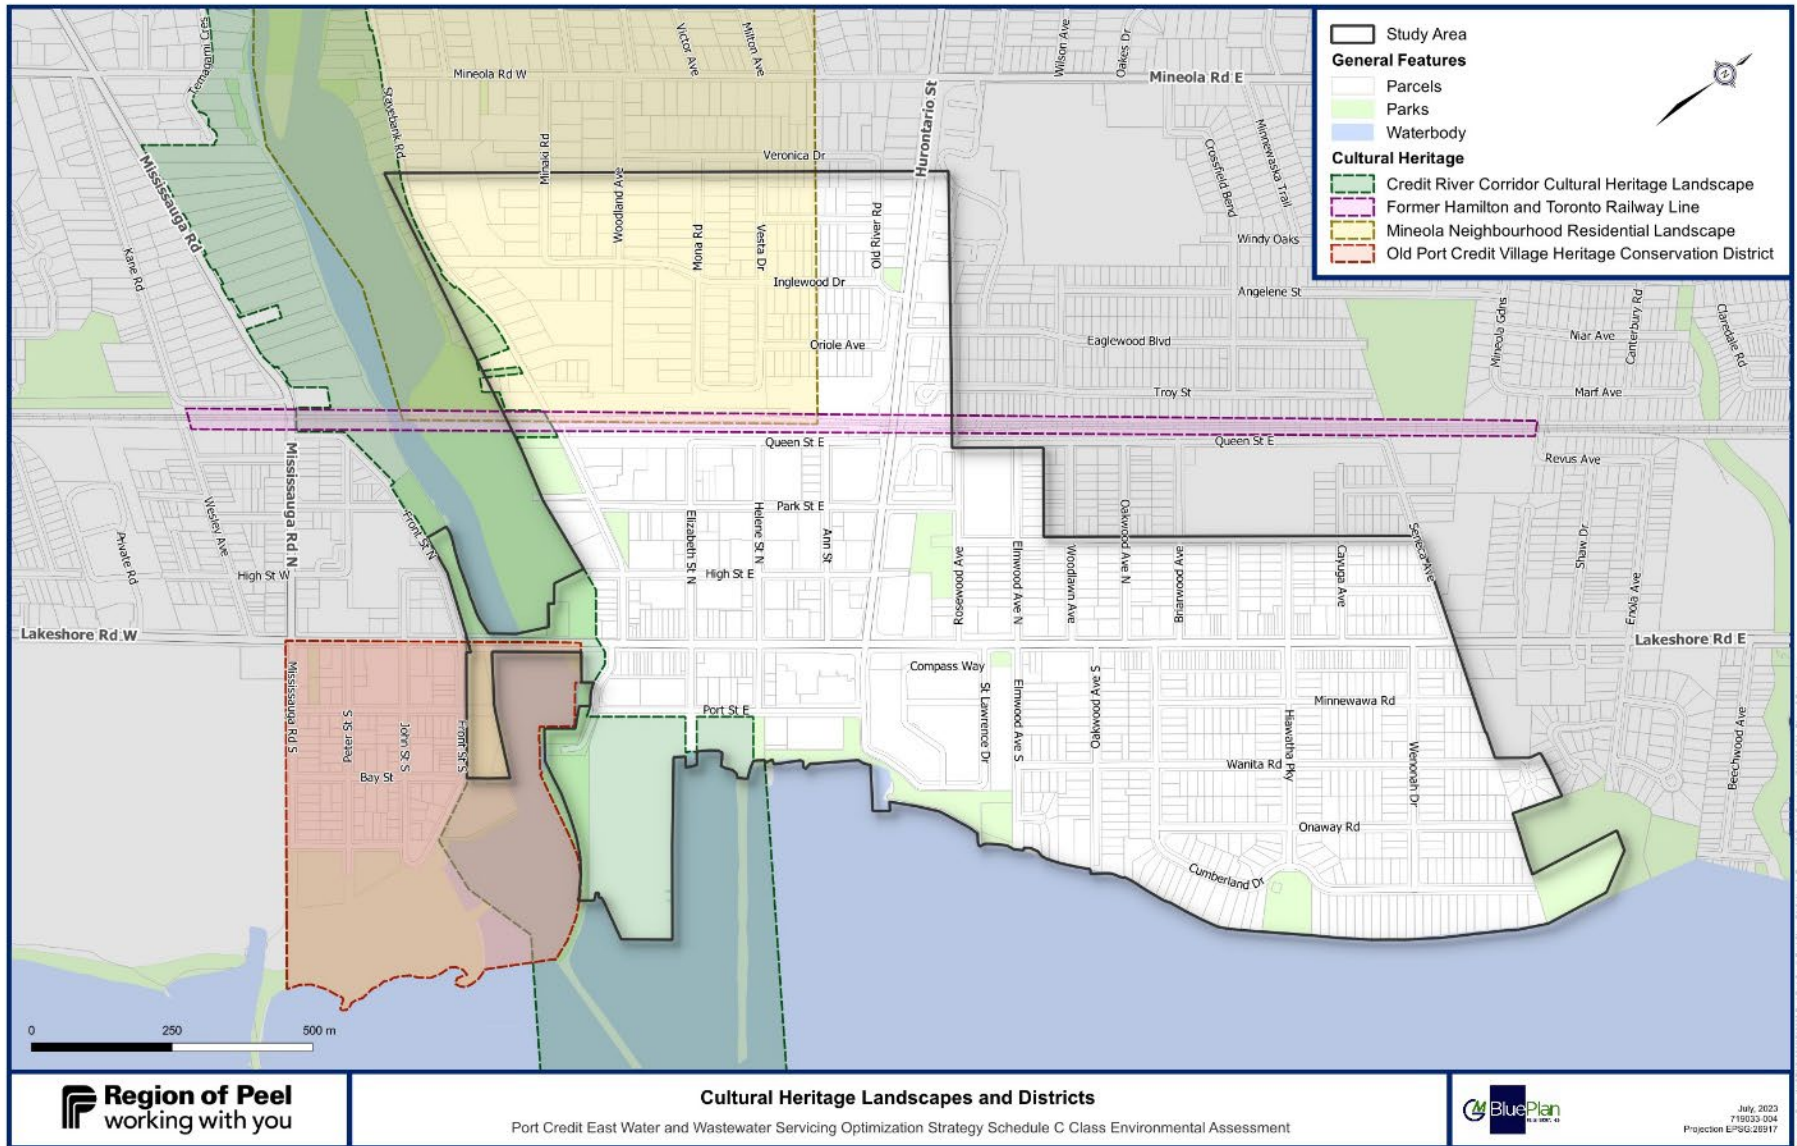 Study Area
General Features
Parcels
Parks
Waterbody
Cultural Heritage
Credit River Corridor Cultural Heritage Landscape
Former Hamilton and Toronto Railway Line
Mineola Neighbourhood Residential Landscape
Old Port Credit Village Heritage Conservation District
N
Temagami Cres
Stavebank Rd
Mineola Rd W
Victor Ave
Milton Ave
Hurontario St
Wilson Ave
Oakes Dr
Mineola Rd E
Minaki Rd
Veronica Dr
Woodland Ave
Crossfield Bend
Minnewaska Trail
Mississauga Rd
Kane Rd
Mona Rd
Vesta Dr
Old River Rd
Windy Oaks
Inglewood Dr
Angelene St
Oriole Ave
Eaglewood Blvd
Mineola Gdns
Niar Ave
Canterbury Rd
Claredale Rd
Troy St
Marf Ave
Queen St E
Queen St E
Revus Ave
Mississauga Rd N
Wesley Ave
Private Rd
Front St N
High St W
Park St E
Elizabeth St N
Helene St N
Ann St
High St E
Rosewood Ave
Elmwood Ave N
Woodlawn Ave
Oakwood Ave N
Briarwood Ave
Cayuga Ave
Seneca Ave
Shaw Dr
Enola Ave
Lakeshore Rd W
Lakeshore Rd E
Mississauga Rd S
Peter St S
John St S
Front St S
Bay St
Port St E
Compass Way
St Lawrence Dr
Elmwood Ave S
Oakwood Ave S
Minnewawa Rd
Hiawatha Pky
Wanita Rd
Wenonah Dr
Onaway Rd
Cumberland Dr
Beechwood Ave
0 250 500 m
Region of Peel
working with you
Cultural Heritage Landscapes and Districts
Port Credit East Water and Wastewater Servicing Optimization Strategy Schedule C Class Environmental Assessment
GM BluePlan
July, 2023
719033-004
Projection EPSG:26917